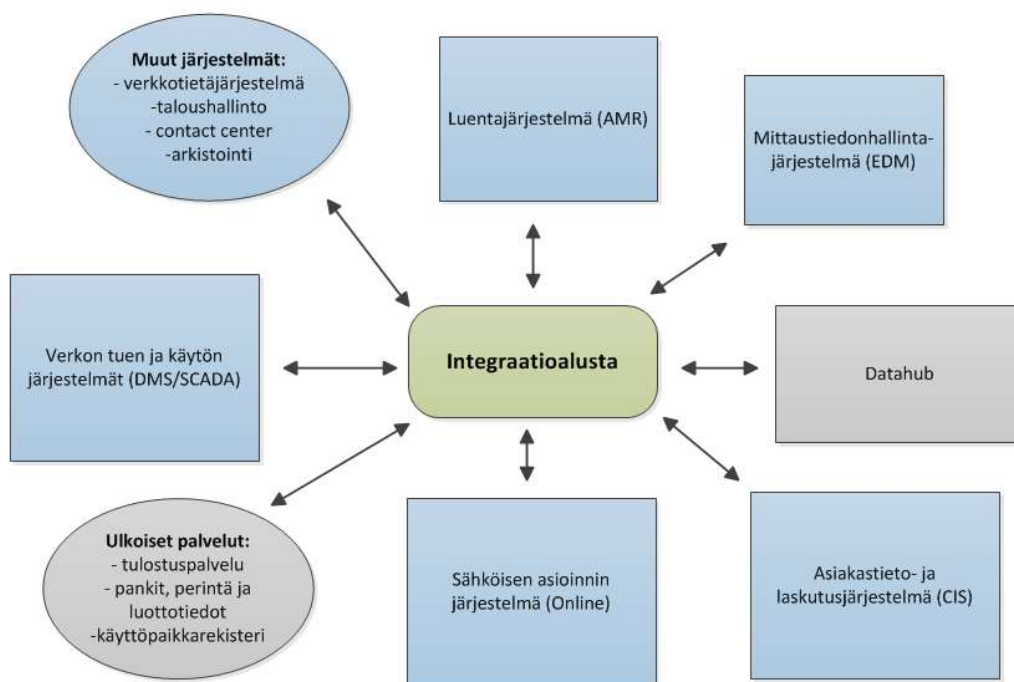 Muut järjestelmät:
- verkkotietäjärjestelmä
-taloushallinto
- contact center
-arkistointi
Luentajärjestelmä (AMR)
Mittaustiedonhallinta-
järjestelmä (EDM)
Verkon tuen ja käytön
järjestelmät (DMS/SCADA)
Integraatioalusta
Datahub
Ulkoiset palvelut:
- tulostuspalvelu
- pankit, perintä ja
luottotiedot
-käyttöpaikkarekisteri
Sähköisen asioinnin
järjestelmä (Online)
Asiakastieto- ja
laskutusjärjestelmä (CIS)